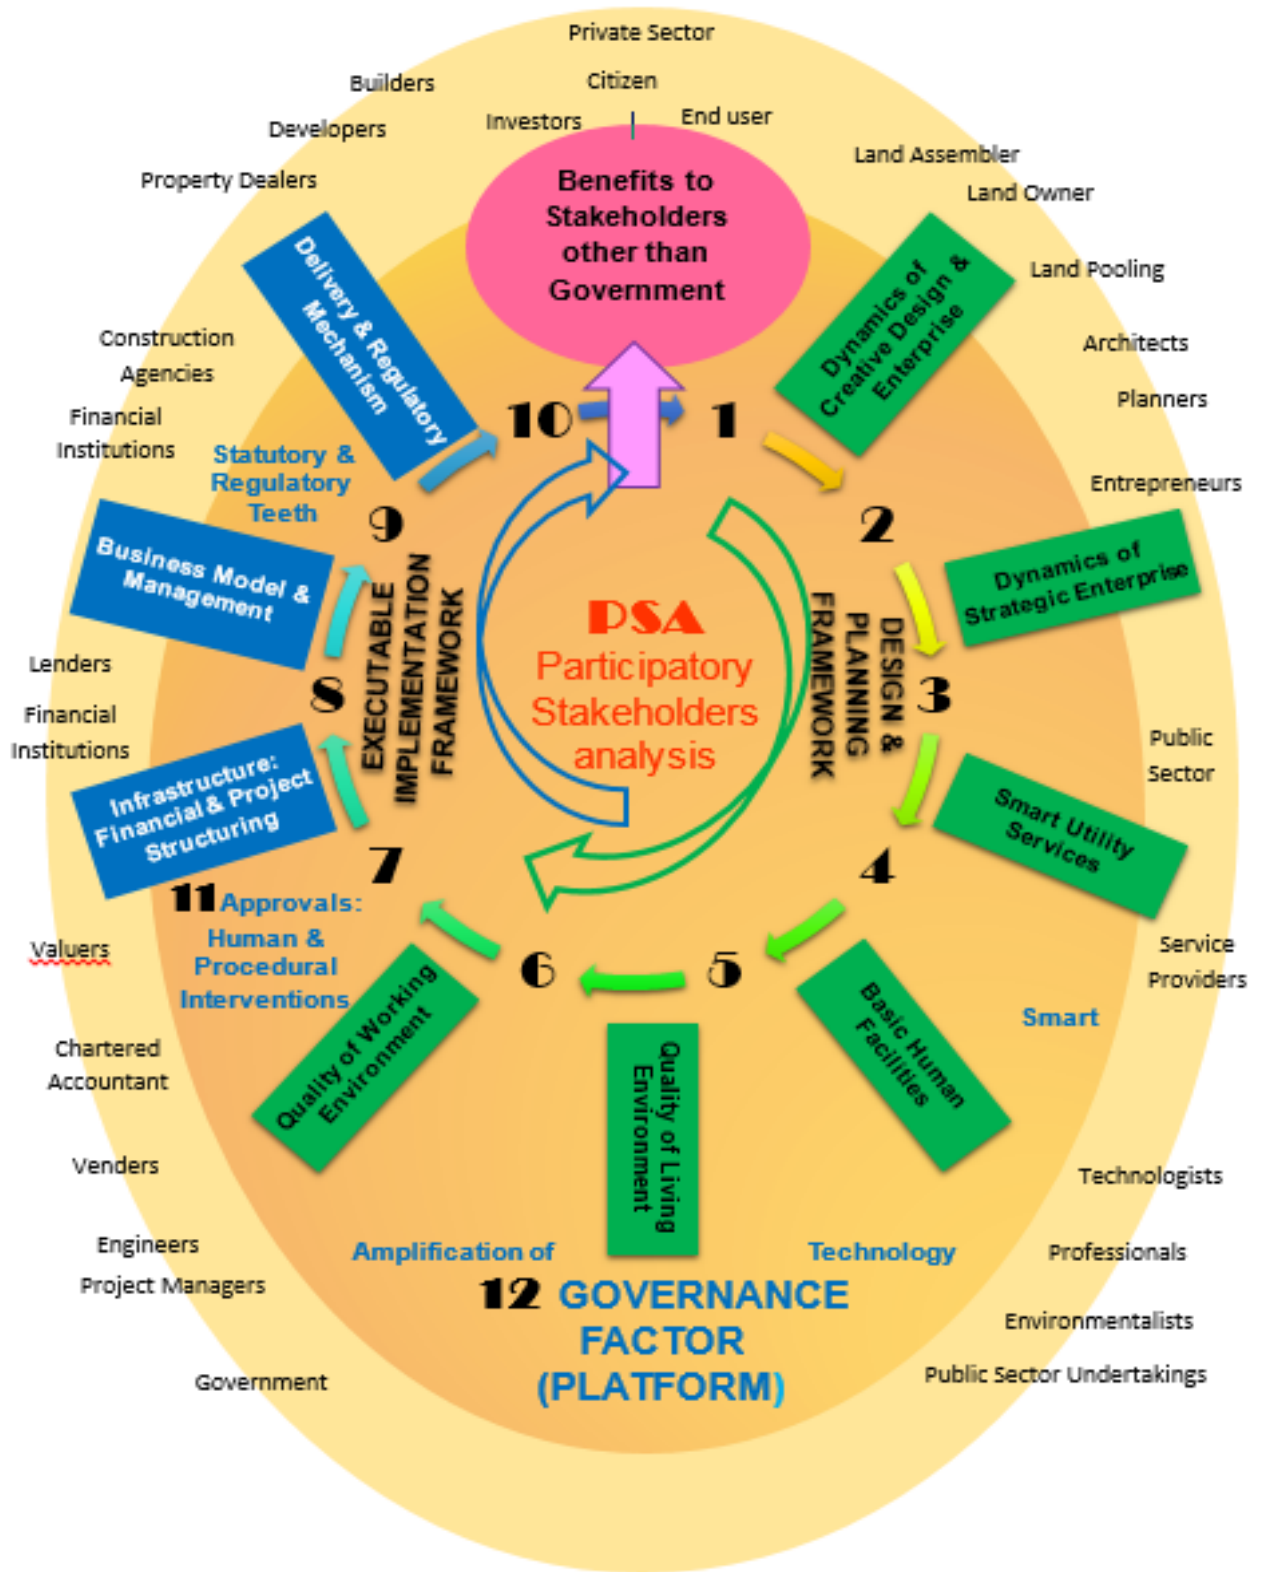 Private Sector
Citizen
Builders
Investors
End user
Developers
Property Dealers
Land Assembler
Land Owner
Land Pooling
Architects
Planners
Entrepreneurs
Benefits to
Stakeholders
other than
Government
Delivery & Regulatory
Mechanism
Dynamics of
Creative Design &
Enterprise
Construction
Agencies
Financial
Institutions
Statutory &
Regulatory
Teeth
10
1
9
2
Business Model &
Management
Dynamics of
Strategic Enterprise
EXECUTABLE
IMPLEMENTATION
FRAMEWORK
PSA
Participatory
Stakeholders
analysis
DESIGN &
PLANNING
FRAMEWORK
8
3
Lenders
Financial
Institutions
Public
Sector
Infrastructure:
Financial & Project
Structuring
Smart Utility
Services
7
4
11 Approvals:
Human &
Procedural
Interventions
Valuers
Service
Providers
6
5
Smart
Quality of Working
Environment
Quality of Living
Environment
Basic Human
Facilities
Chartered
Accountant
Venders
Technologists
Engineers
Project Managers
Amplification of
Technology
Professionals
12 GOVERNANCE
FACTOR
(PLATFORM)
Environmentalists
Public Sector Undertakings
Government